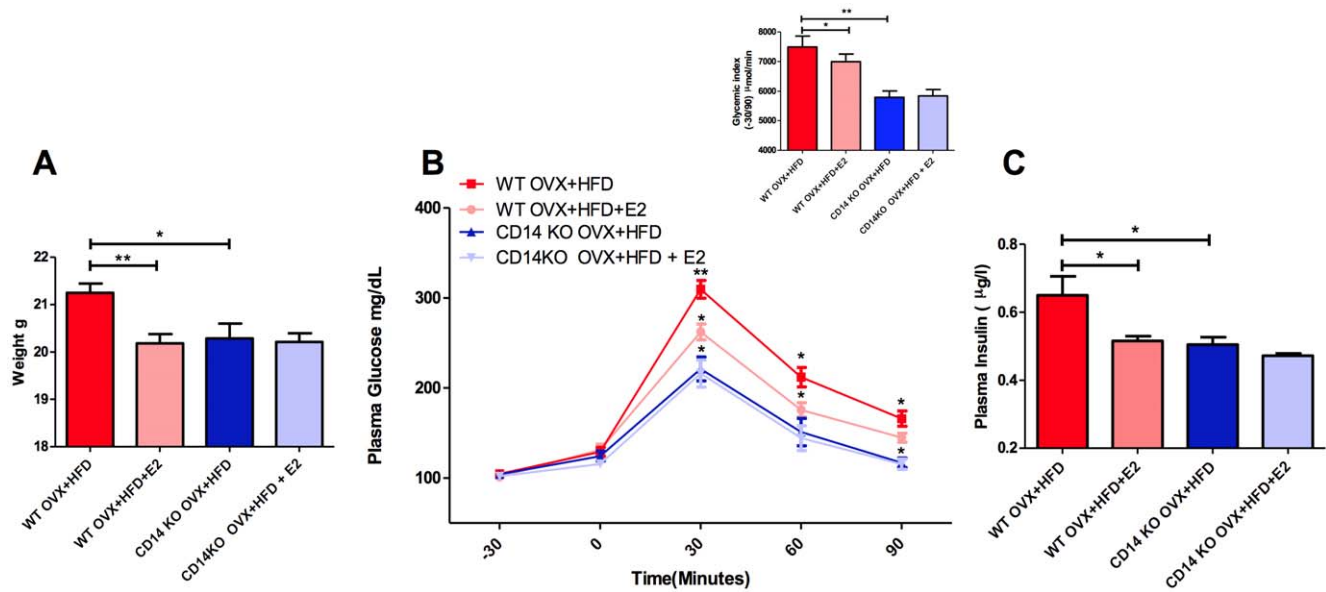 **
*
8000
7000
6000
5000
4000
Glycemic index
(-30/90) µmol/min
WT OVX+HFD
WT OVX+HFD+E2
CD14 KO OVX+HFD
CD14KO OVX+HFD + E2
A
*
**
22
21
20
19
18
Weight g
WT OVX+HFD
WT OVX+HFD+E2
CD14 KO OVX+HFD
CD14KO OVX+HFD + E2
B
WT OVX+HFD
WT OVX+HFD+E2
CD14 KO OVX+HFD
CD14KO OVX+HFD + E2
400
300
200
100
Plasma Glucose mg/dL
**
*
*
*
*
*
*
-30
0
30
60
90
Time(Minutes)
C
*
*
0.8
0.6
0.4
0.2
Plasma Insulin ( µg/l)
WT OVX+HFD
WT OVX+HFD+E2
CD14 KO OVX+HFD
CD14 KO OVX+HFD+E2